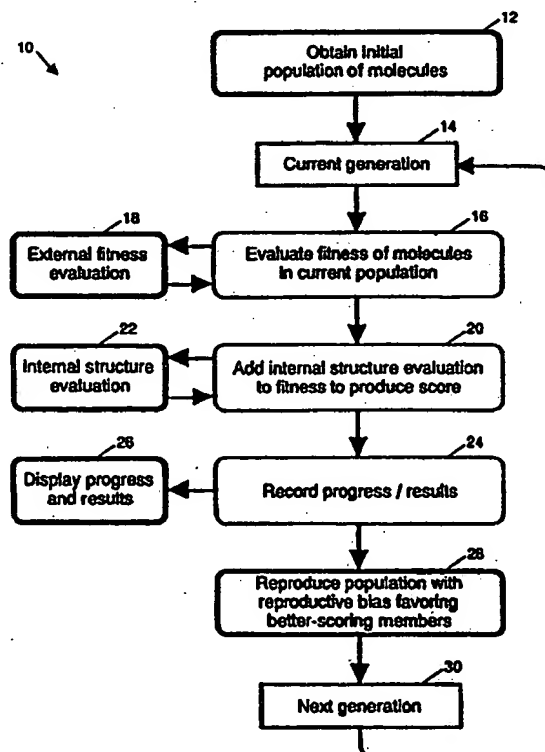 12
Obtain initial
population of molecules
10
14
Current generation
18
16
External fitness
evaluation
Evaluate fitness of molecules
in current population
22
20
Internal structure
evaluation
Add internal structure evaluation
to fitness to produce score
26
24
Display progress
and results
Record progress / results
28
Reproduce population with
reproductive bias favoring
better-scoring members
30
Next generation